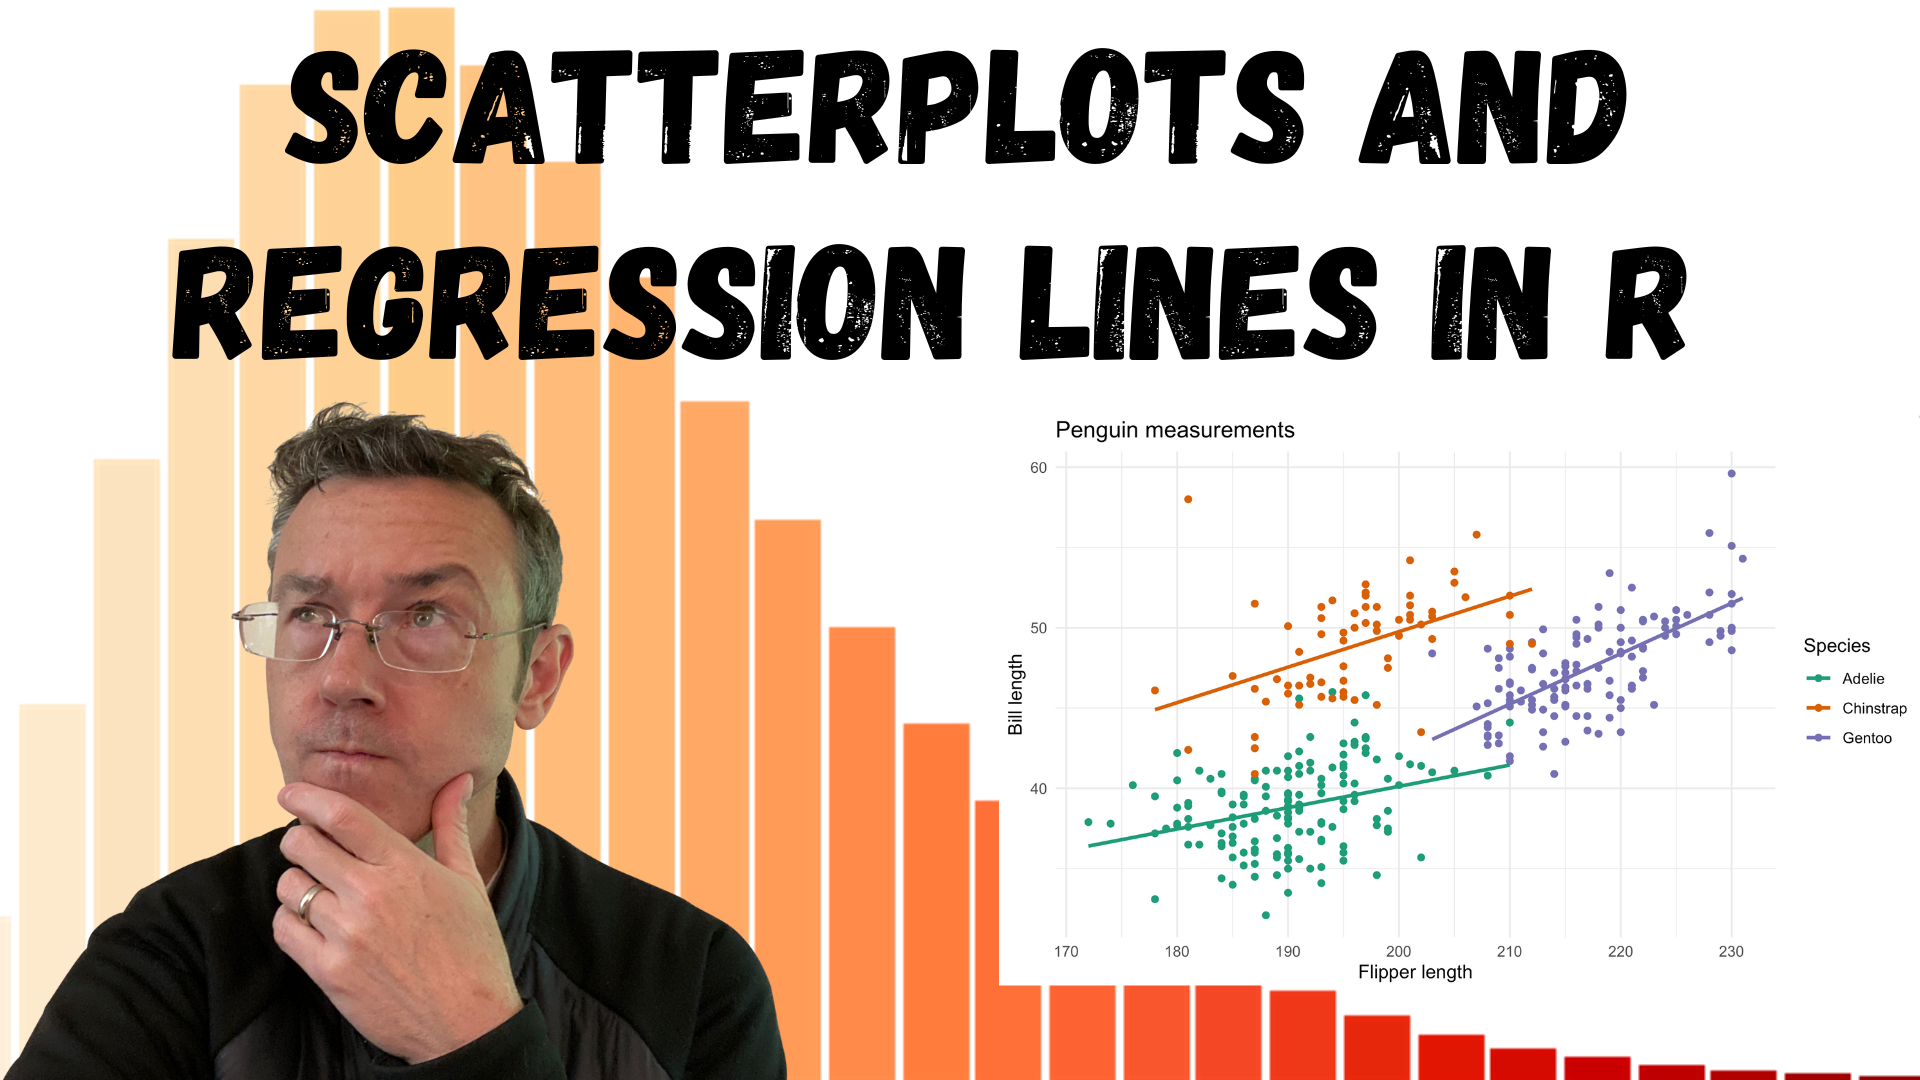 SCATTERPLOTS AND
REGRESSION LINES IN R
Penguin measurements
60
50
40
Bill length
170 180 190 200 210 220 230
Flipper length
Species
Adelie
Chinstrap
Gentoo